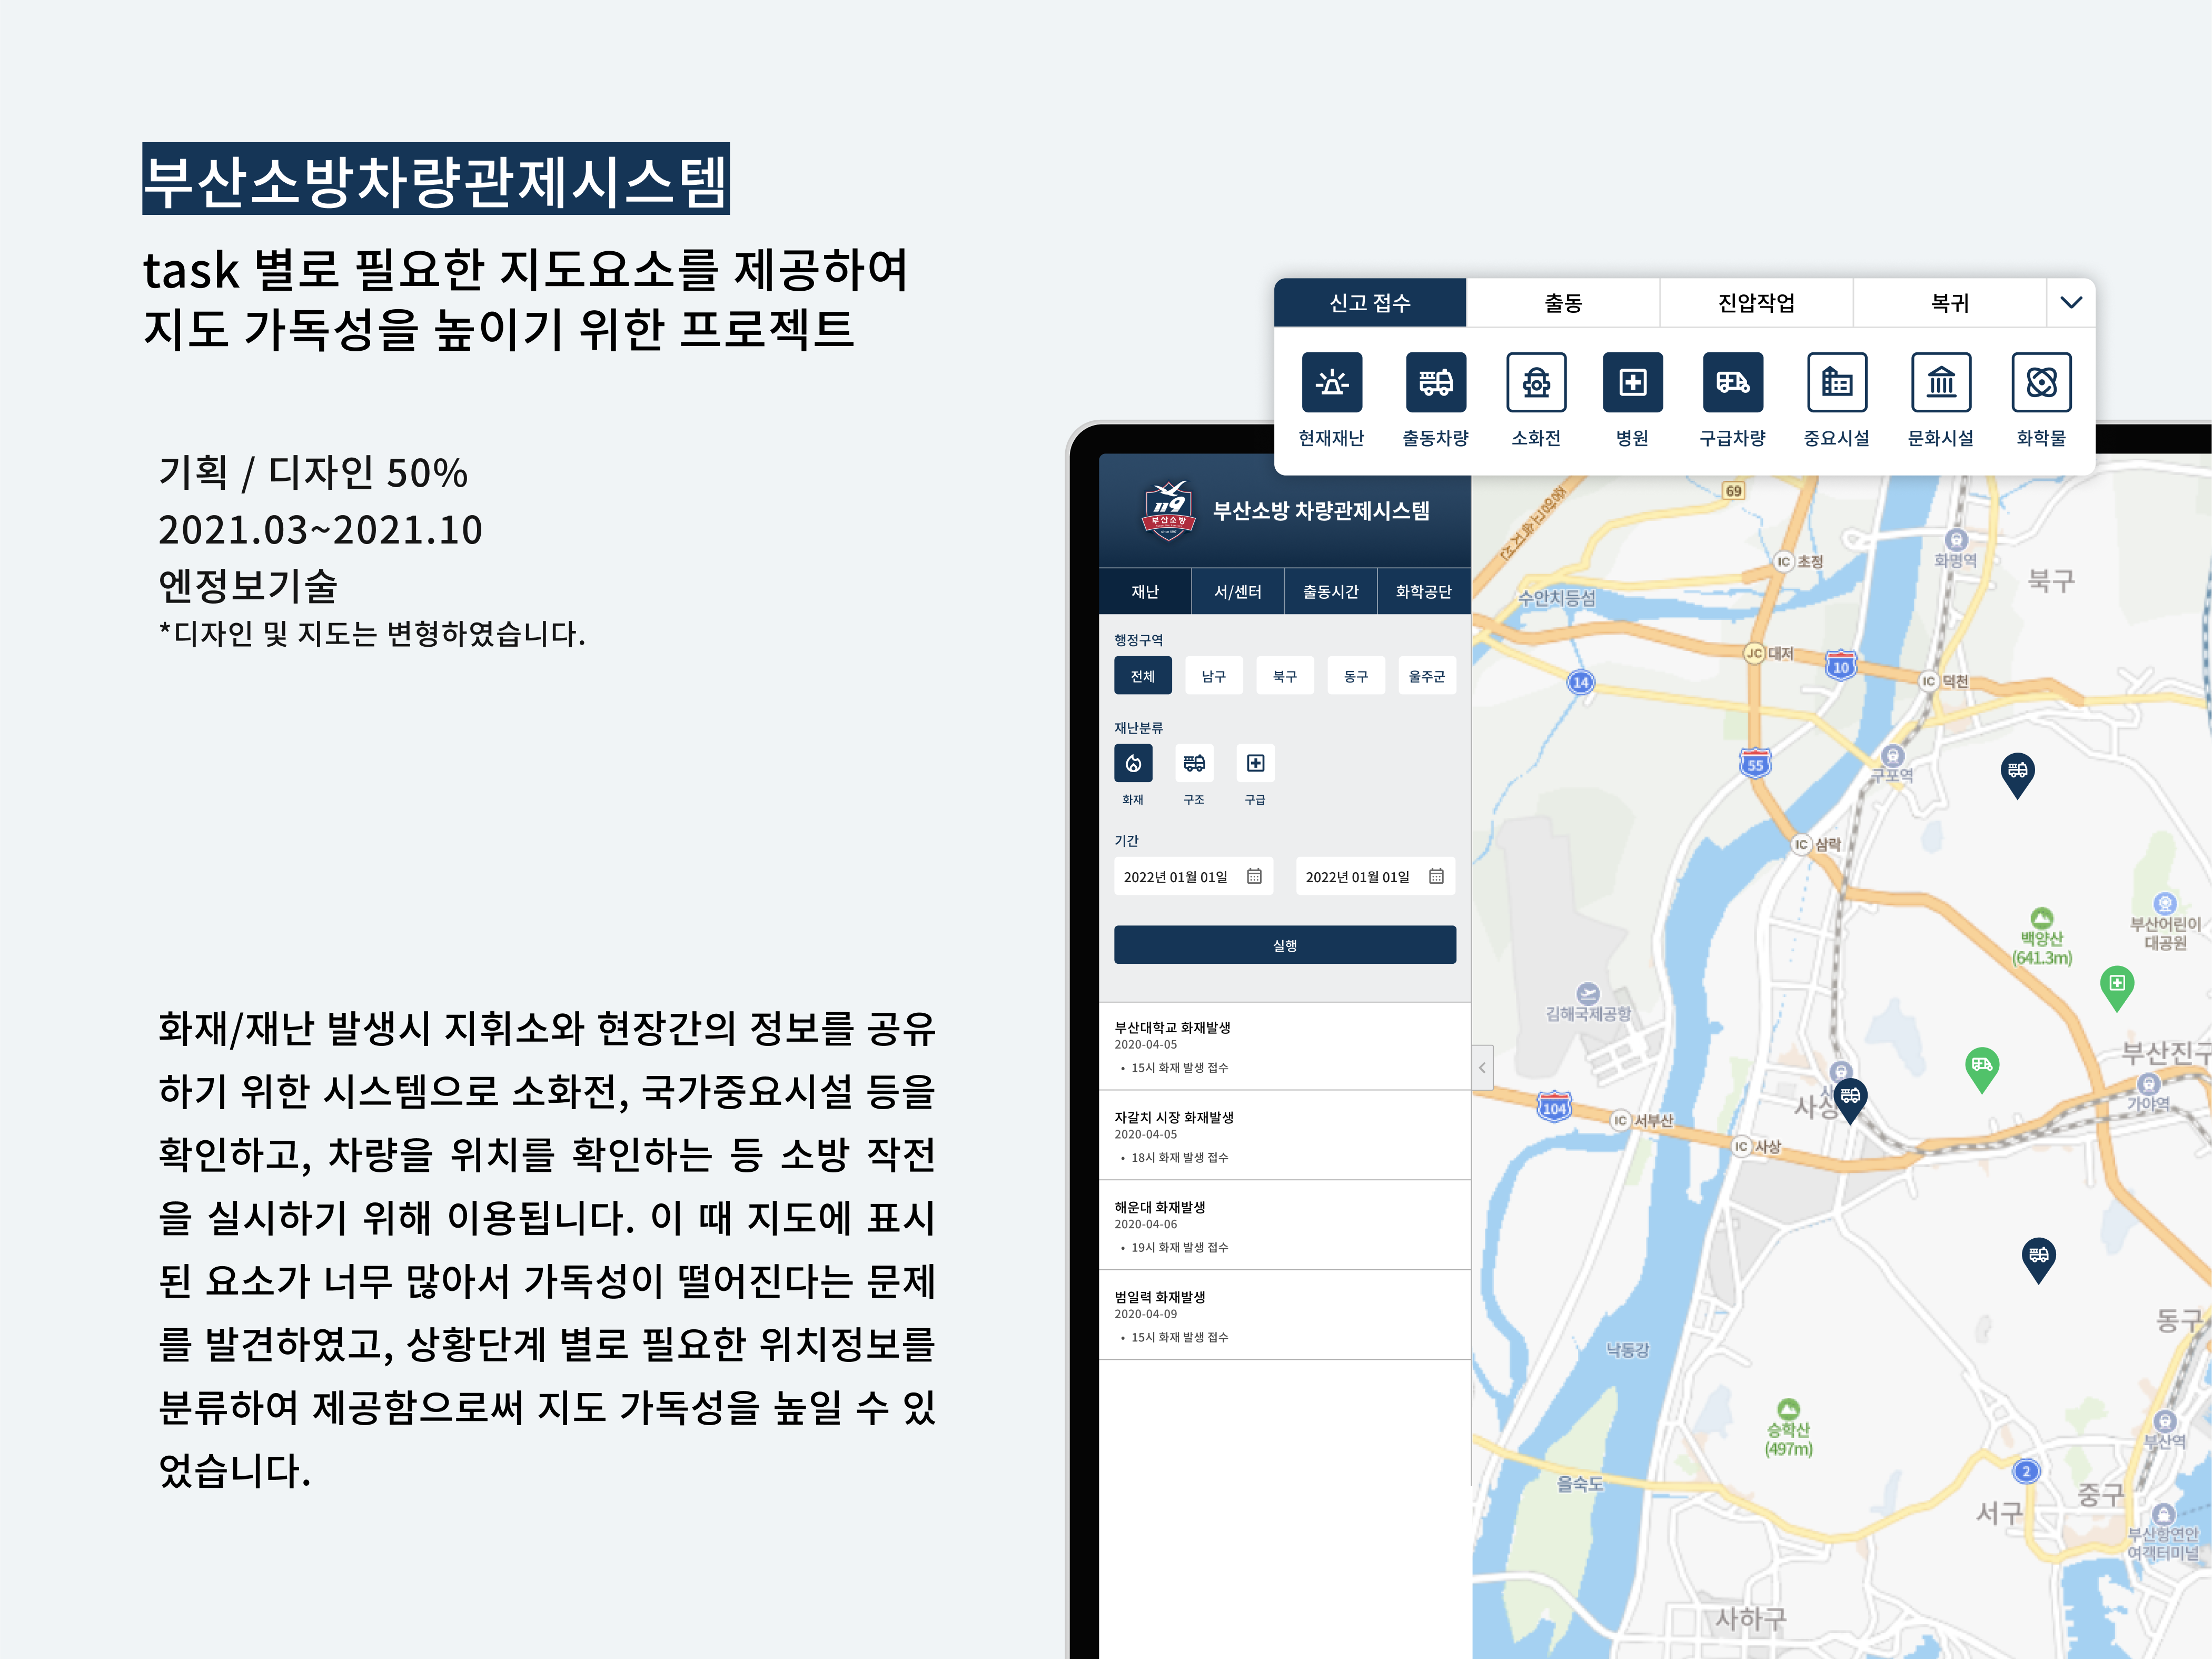 부산소방차량관제시스템
task 별로 필요한 지도요소를 제공하여
지도 가독성을 높이기 위한 프로젝트
기획 / 디자인 50%
2021.03~2021.10
엔정보기술
*디자인 및 지도는 변형하였습니다.
화재/재난 발생시 지휘소와 현장간의 정보를 공유
하기 위한 시스템으로 소화전, 국가중요시설 등을
확인하고, 차량을 위치를 확인하는 등 소방 작전
을 실시하기 위해 이용됩니다. 이 때 지도에 표시
된 요소가 너무 많아서 가독성이 떨어진다는 문제
를 발견하였고, 상황단계 별로 필요한 위치정보를
분류하여 제공함으로써 지도 가독성을 높일 수 있
었습니다.
신고 접수 출동 진압작업 복귀
현재재난 출동차량 소화전 병원 구급차량 중요시설 문화시설 화학물
119
부산소방
부산소방 차량관제시스템
재난 서/센터 출동시간 화학공단
행정구역
전체 남구 북구 동구 울주군
재난분류
화재 구조 구급
기간
2022년 01월 01일 2022년 01월 01일
실행
부산대학교 화재발생
2020-04-05
• 15시 화재 발생 접수
자갈치 시장 화재발생
2020-04-05
• 18시 화재 발생 접수
해운대 화재발생
2020-04-06
• 19시 화재 발생 접수
범일력 화재발생
2020-04-09
• 15시 화재 발생 접수
69
중앙고속지선
IC 초정
화명역
북구
수안치등섬
JC 대저
10
14
IC 덕천
55
구포역
IC 삼락
백양산
(641.3m)
부산어린이
대공원
김해국제공항
부산진구
가야역
104
IC 서부산
사상
IC 사상
동구
낙동강
승학산
(497m)
부산역
2
을숙도
중구
서구
부산항연안
여객터미널
사하구